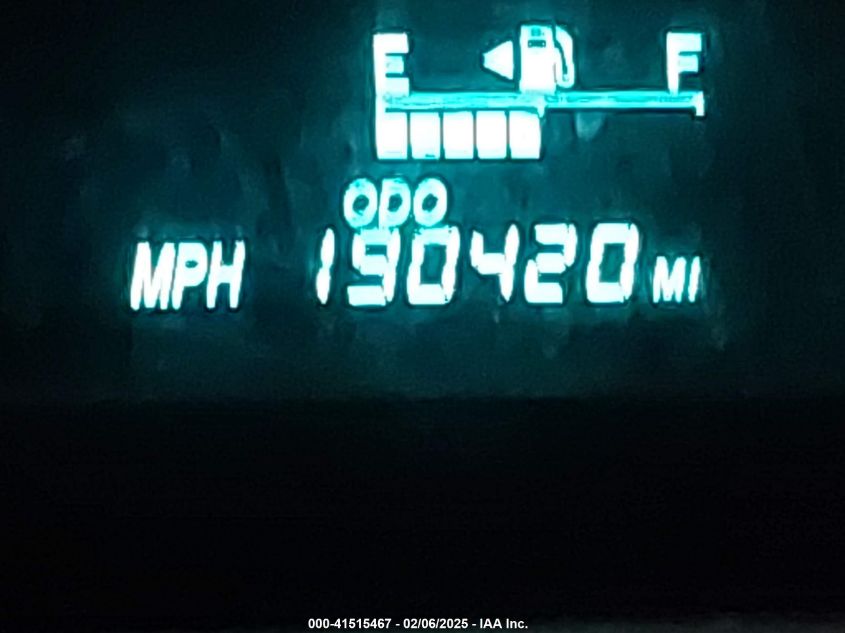 E F
ODO
MPH 190420 MI
000-41515467 - 02/06/2025 - IAA Inc.